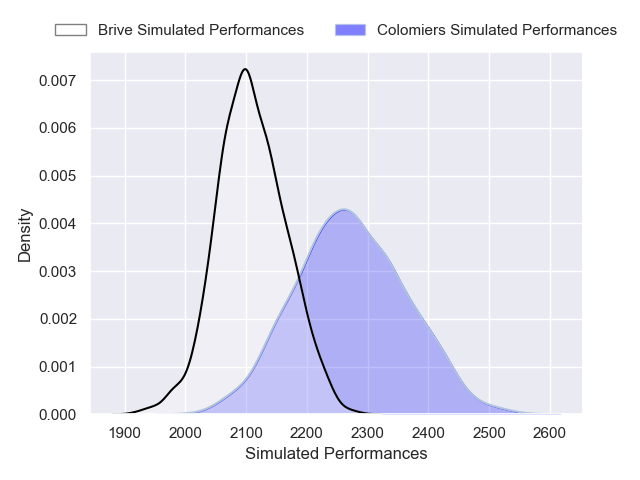 Brive Simulated Performances Colomiers Simulated Performances
0.007
0.006
0.005
0.004
0.003
0.002
0.001
0.000
Density
1900 2000 2100 2200 2300 2400 2500 2600
Simulated Performances